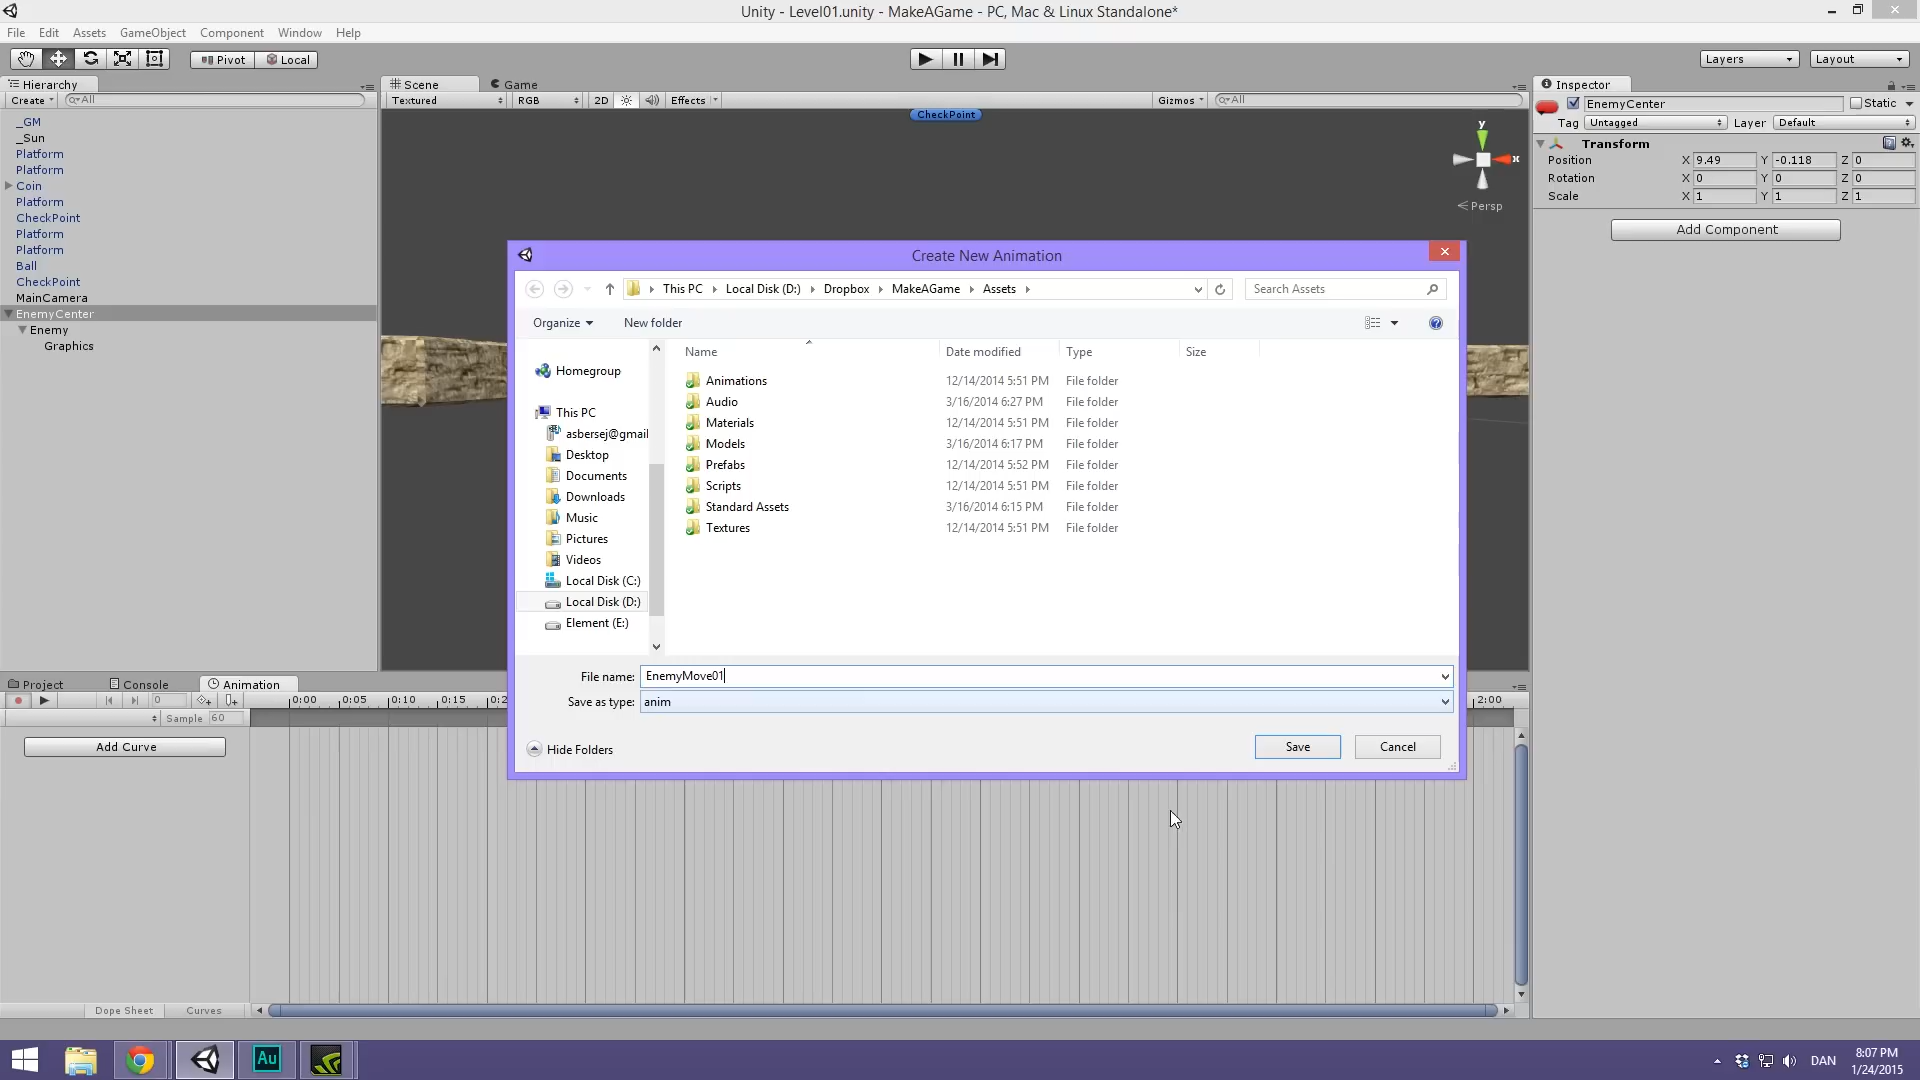 Unity - Level01.unity - MakeAGame - PC, Mac & Linux Standalone*
File Edit Assets GameObject Component Window Help
Pivot Local Layers Layout
Hierarchy Scene Game Inspector
Create All Textured RGB 2D Effects Gizmos All
EnemyCenter Static
Tag Untagged Layer Default
Transform
Position X 9.49 Y -0.118 Z 0
Rotation X 0 Y 0 Z 0
Scale X 1 Y 1 Z 1
Add Component
_GM
_Sun
Platform
Platform
Coin
Platform
CheckPoint
Platform
Platform
Ball
CheckPoint
MainCamera
EnemyCenter
Enemy
Graphics
CheckPoint
y
x
Persp
Create New Animation
This PC Local Disk (D:) Dropbox MakeAGame Assets Search Assets
Organize New folder
Name Date modified Type Size
Homegroup
This PC
asbersej@gmail
Desktop
Documents
Downloads
Music
Pictures
Videos
Local Disk (C:)
Local Disk (D:)
Element (E:)
Animations 12/14/2014 5:51 PM File folder
Audio 3/16/2014 6:27 PM File folder
Materials 12/14/2014 5:51 PM File folder
Models 3/16/2014 6:17 PM File folder
Prefabs 12/14/2014 5:52 PM File folder
Scripts 12/14/2014 5:51 PM File folder
Standard Assets 3/16/2014 6:15 PM File folder
Textures 12/14/2014 5:51 PM File folder
File name: EnemyMove01
Save as type: anim
Hide Folders Save Cancel
Project Console Animation
0 0:00 0:05 0:10 0:15 0:2 2:00
Sample 60
Add Curve
Dope Sheet Curves
Au
DAN
8:07 PM
1/24/2015